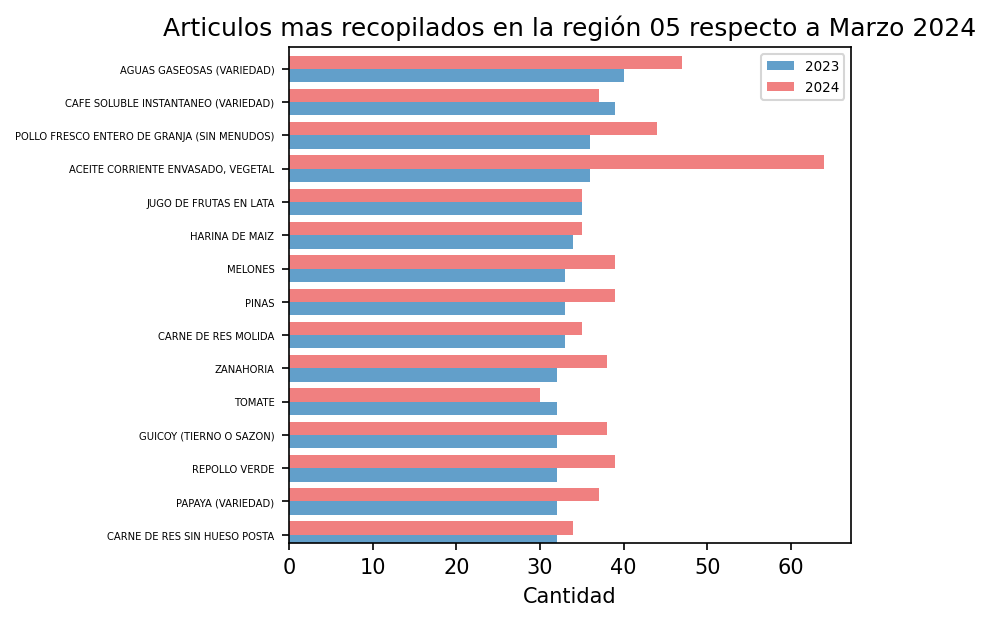 Articulos mas recopilados en la región 05 respecto a Marzo 2024
2023
2024
AGUAS GASEOSAS (VARIEDAD)
CAFE SOLUBLE INSTANTANEO (VARIEDAD)
POLLO FRESCO ENTERO DE GRANJA (SIN MENUDOS)
ACEITE CORRIENTE ENVASADO, VEGETAL
JUGO DE FRUTAS EN LATA
HARINA DE MAIZ
MELONES
PINAS
CARNE DE RES MOLIDA
ZANAHORIA
TOMATE
GUICOY (TIERNO O SAZON)
REPOLLO VERDE
PAPAYA (VARIEDAD)
CARNE DE RES SIN HUESO POSTA
0 10 20 30 40 50 60
Cantidad